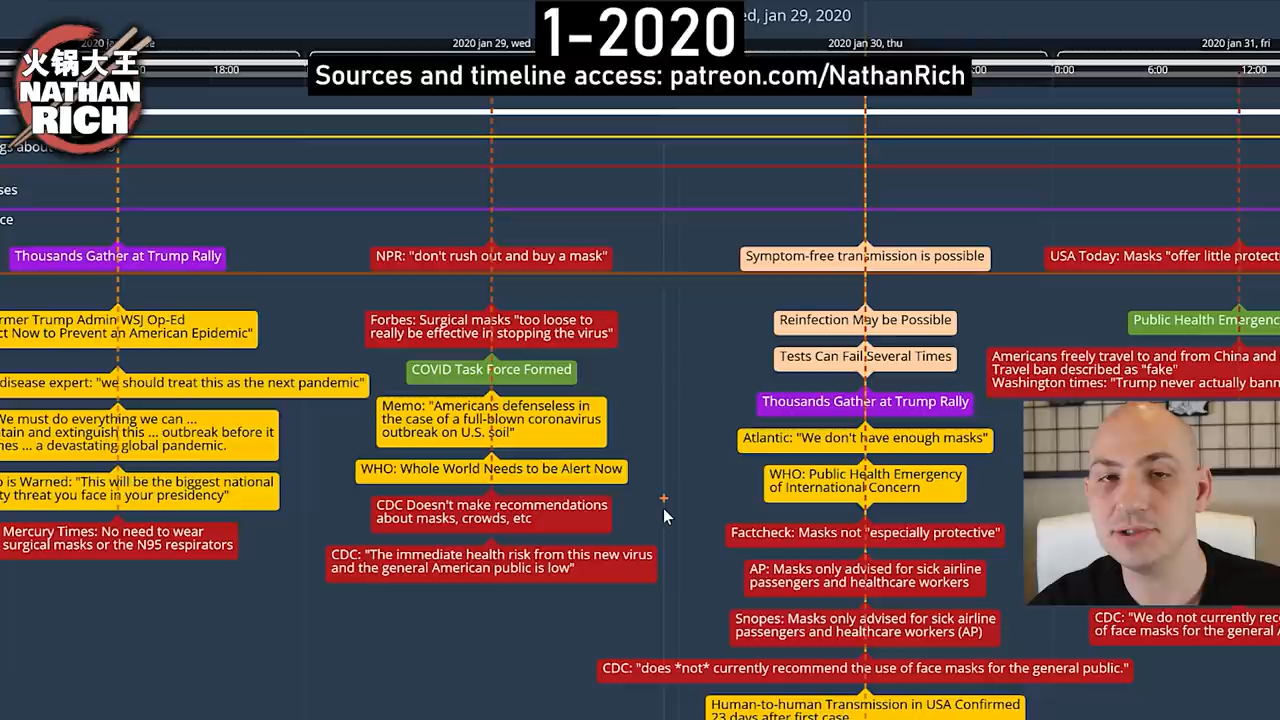 1-2020
ed, jan 29, 2020
Sources and timeline access: patreon.com/NathanRich
火锅大王
NATHAN
RICH
2020 jan 29, wed
2020 jan 30, thu
2020 jan 31, fri
18:00
0:00
6:00
12:00
gs about
ses
ce
Thousands Gather at Trump Rally
rmer Trump Admin WSJ Op-Ed
ct Now to Prevent an American Epidemic"
disease expert: "we should treat this as the next pandemic"
We must do everything we can ...
tain and extinguish this ... outbreak before it
nes ... a devastating global pandemic.
o is Warned: "This will be the biggest national
ty threat you face in your presidency"
Mercury Times: No need to wear
surgical masks or the N95 respirators
NPR: "don't rush out and buy a mask"
Forbes: Surgical masks "too loose to
really be effective in stopping the virus"
COVID Task Force Formed
Memo: "Americans defenseless in
the case of a full-blown coronavirus
outbreak on U.S. soil"
WHO: Whole World Needs to be Alert Now
CDC Doesn't make recommendations
about masks, crowds, etc
CDC: "The immediate health risk from this new virus
and the general American public is low"
Symptom-free transmission is possible
Reinfection May be Possible
Tests Can Fail Several Times
Thousands Gather at Trump Rally
Atlantic: "We don't have enough masks"
WHO: Public Health Emergency
of International Concern
Factcheck: Masks not "especially protective"
AP: Masks only advised for sick airline
passengers and healthcare workers
Snopes: Masks only advised for sick airline
passengers and healthcare workers (AP)
CDC: "does *not* currently recommend the use of face masks for the general public."
Human-to-human Transmission in USA Confirmed
23 days after first case
USA Today: Masks "offer little protecti
Public Health Emergenc
Americans freely travel to and from China and
Travel ban described as "fake"
Washington times: "Trump never actually bann
CDC: "We do not currently rec
of face masks for the general A